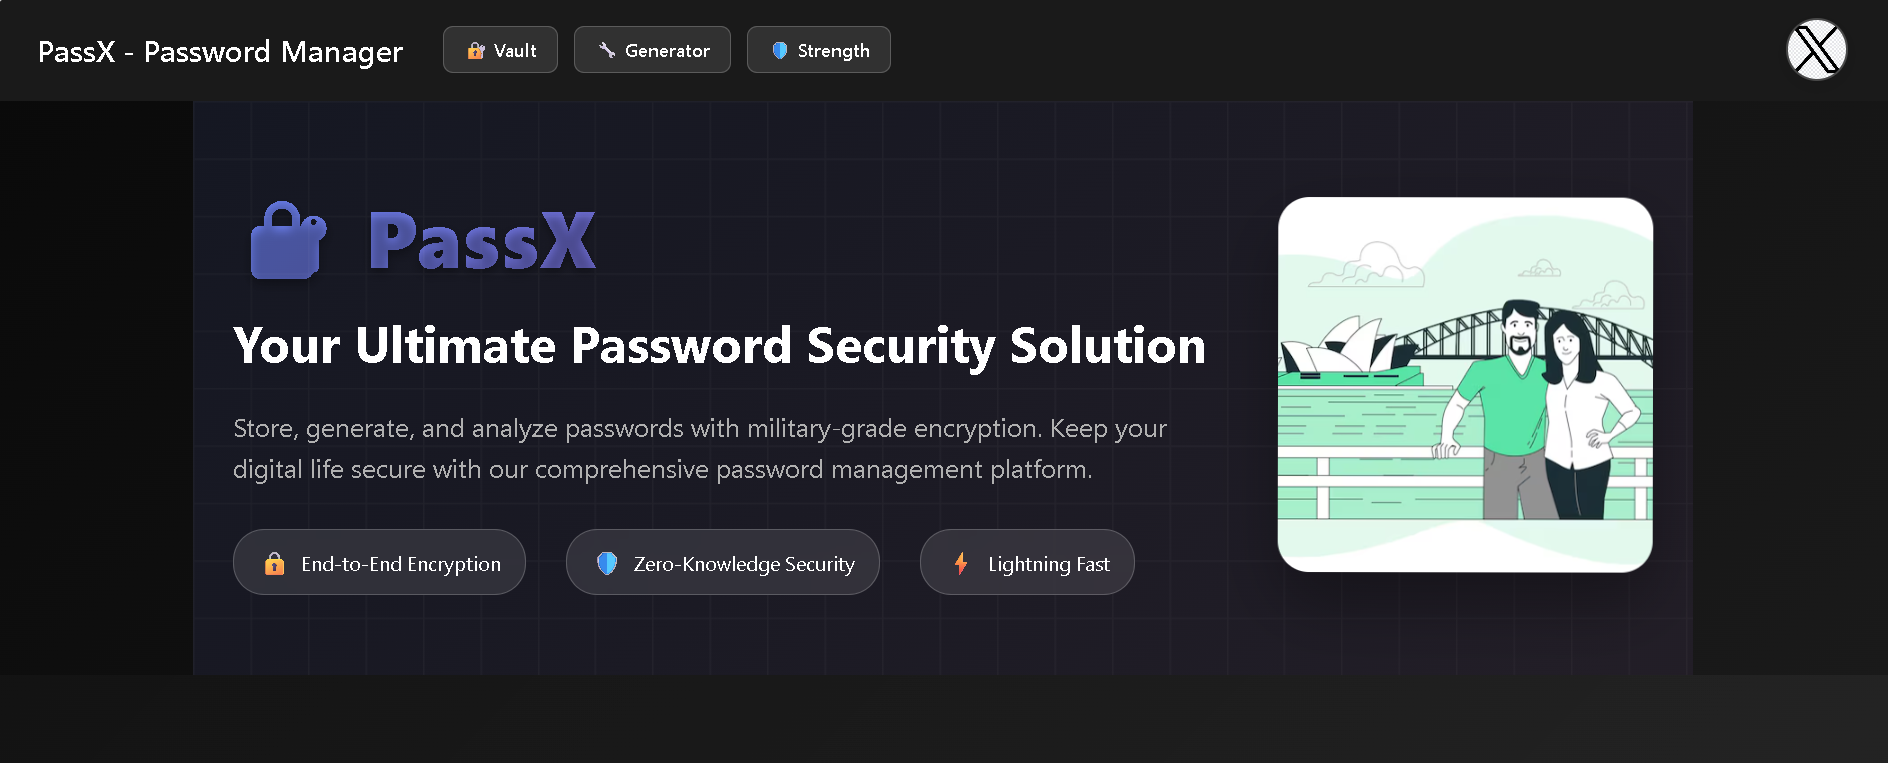 PassX - Password Manager
Vault
Generator
Strength
PassX
Your Ultimate Password Security Solution
Store, generate, and analyze passwords with military-grade encryption. Keep your
digital life secure with our comprehensive password management platform.
End-to-End Encryption
Zero-Knowledge Security
Lightning Fast